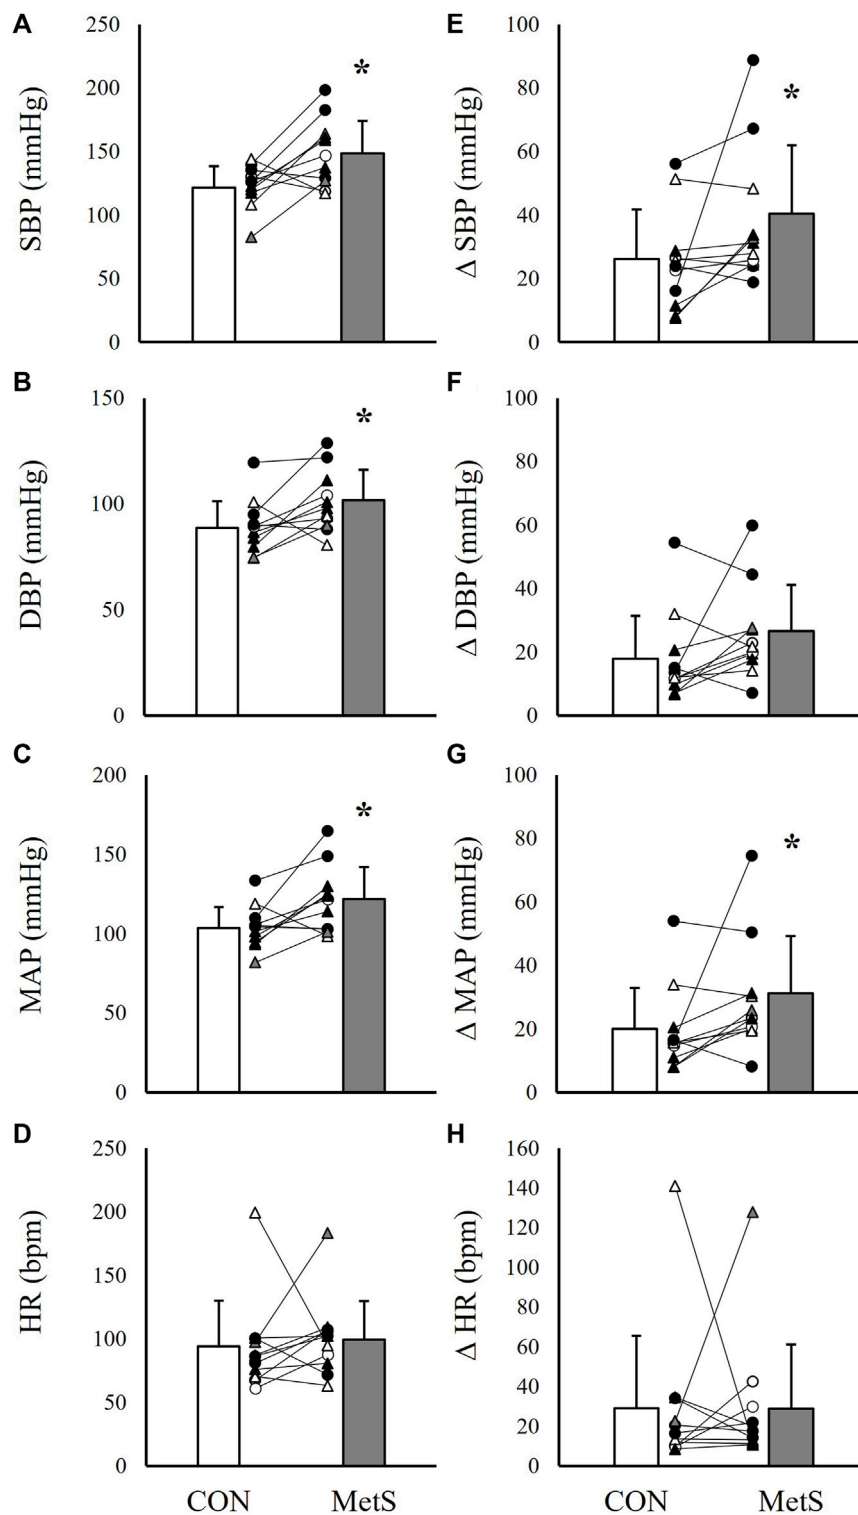 A
SBP (mmHg)
250
200
150
100
50
0
*
E
Δ SBP (mmHg)
100
80
60
40
20
0
*
B
DBP (mmHg)
150
100
50
0
*
F
Δ DBP (mmHg)
100
80
60
40
20
0
C
MAP (mmHg)
200
150
100
50
0
*
G
Δ MAP (mmHg)
100
80
60
40
20
0
*
D
HR (bpm)
250
200
150
100
50
0
CON MetS
H
Δ HR (bpm)
160
140
120
100
80
60
40
20
0
CON MetS